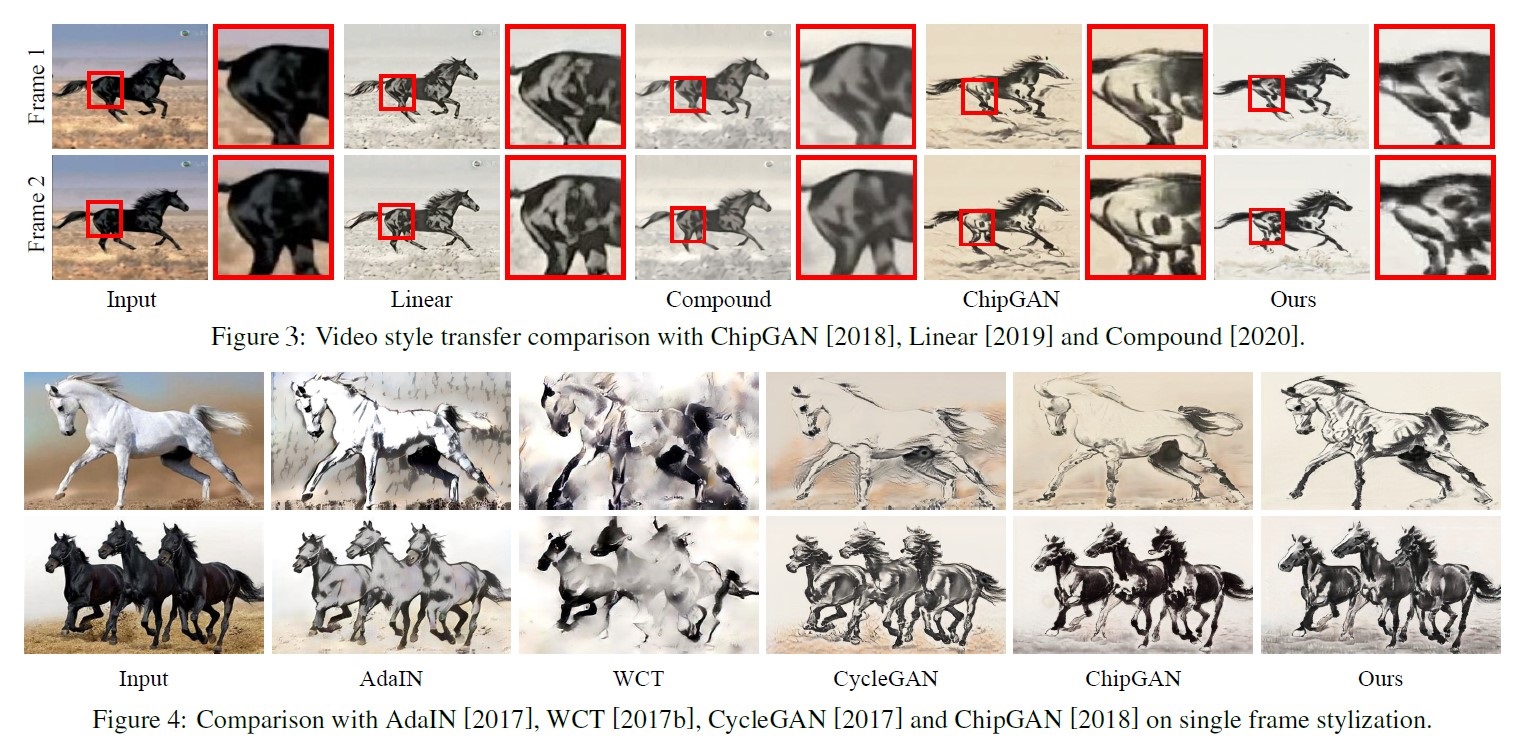 Frame 1
Frame 2
Input Linear Compound ChipGAN Ours
Figure 3: Video style transfer comparison with ChipGAN [2018], Linear [2019] and Compound [2020].
Input AdaIN WCT CycleGAN ChipGAN Ours
Figure 4: Comparison with AdaIN [2017], WCT [2017b], CycleGAN [2017] and ChipGAN [2018] on single frame stylization.